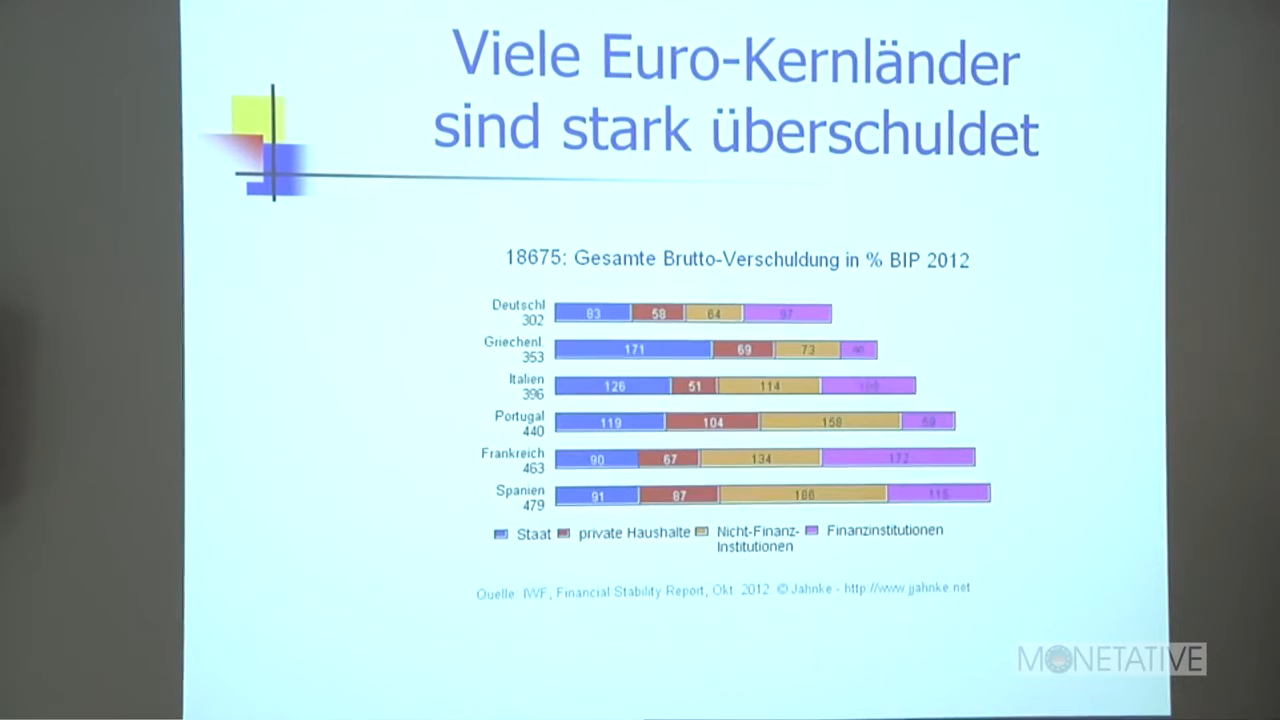 Viele Euro-Kernländer
sind stark überschuldet
18675: Gesamte Brutto-Verschuldung in % BIP 2012
Deutschl
302
83 58 64 97
Griechenl.
353
171 69 73
Italien
396
126 51 114
Portugal
440
119 104 158 59
Frankreich
463
90 67 134 172
Spanien
479
91 87 186 115
Staat private Haushalte Nicht-Finanz- Finanzinstitutionen
Institutionen
Quelle: IWF, Financial Stability Report, Okt. 2012 © Jahnke - http://www.jjahnke.net
MONETATIVE